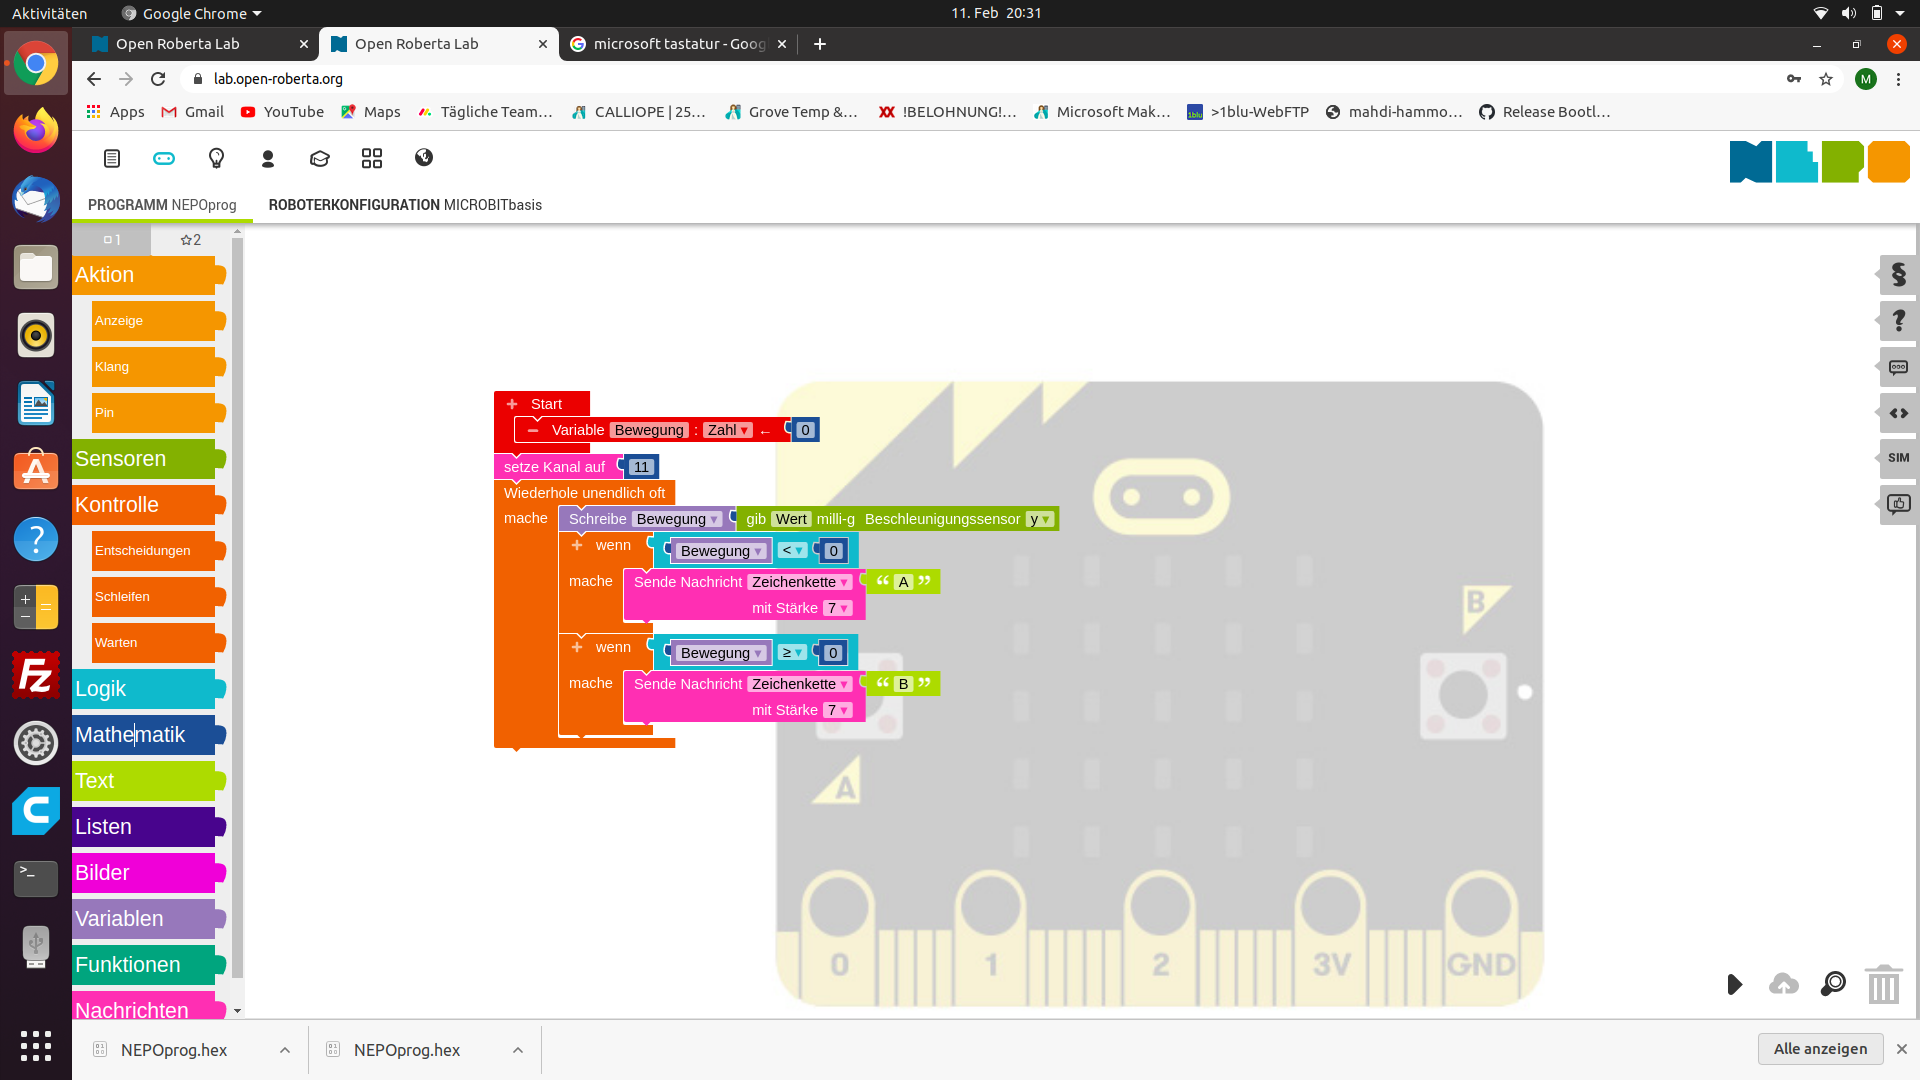 Aktivitäten
Google Chrome
11. Feb 20:31
Open Roberta Lab
Open Roberta Lab
microsoft tastatur - Goog
lab.open-roberta.org
M
Apps
Gmail
YouTube
Maps
Tägliche Team…
CALLIOPE | 25…
Grove Temp &…
!BELOHNUNG!…
Microsoft Mak…
>1blu-WebFTP
mahdi-hammo…
Release Bootl…
PROGRAMM NEPOprog
ROBOTERKONFIGURATION MICROBITbasis
1
2
Aktion
Anzeige
Klang
Pin
Sensoren
Kontrolle
Entscheidungen
Schleifen
Warten
Logik
Mathematik
Text
Listen
Bilder
Variablen
Funktionen
Nachrichten
+ Start
− Variable Bewegung : Zahl ▾ ← 0
setze Kanal auf 11
Wiederhole unendlich oft
mache
Schreibe Bewegung ▾ gib Wert milli-g Beschleunigungssensor y ▾
+ wenn Bewegung ▾ < ▾ 0
mache Sende Nachricht Zeichenkette ▾ “ A ”
mit Stärke 7 ▾
+ wenn Bewegung ▾ ≥ ▾ 0
mache Sende Nachricht Zeichenkette ▾ “ B ”
mit Stärke 7 ▾
B
A
0
1
2
3V
GND
SIM
NEPOprog.hex
NEPOprog.hex
Alle anzeigen